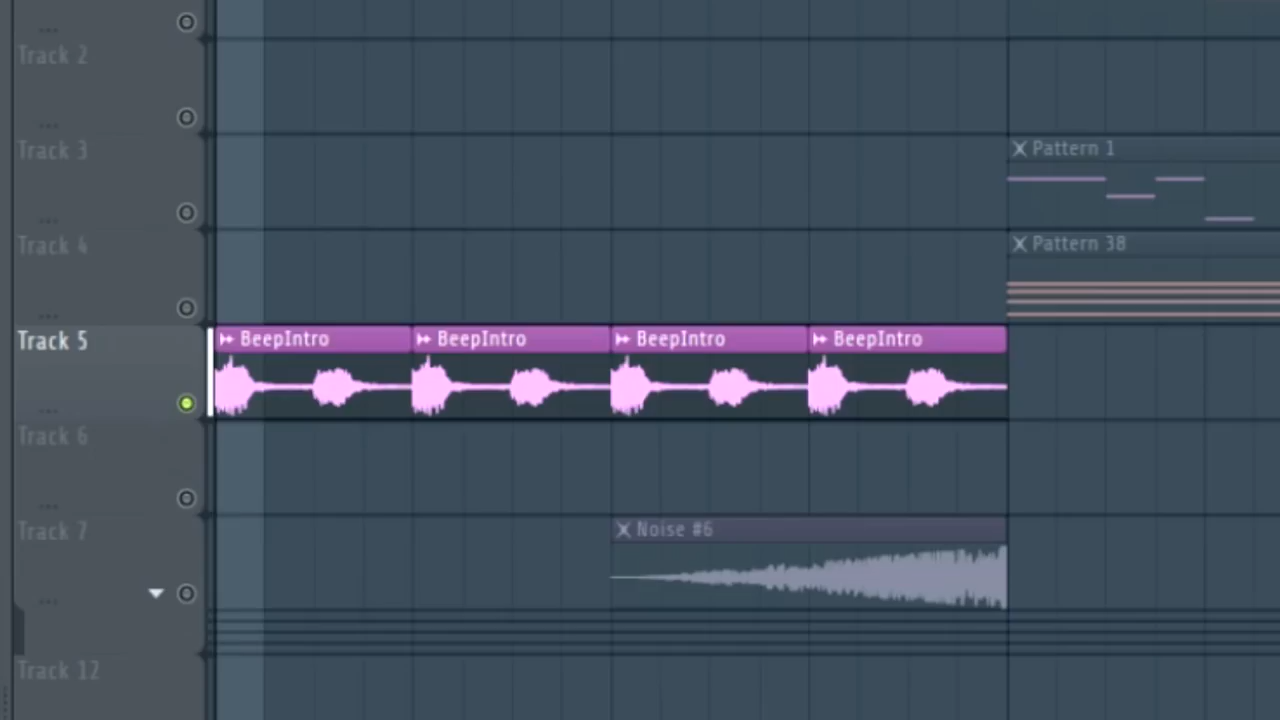 Track 2
Track 3
Pattern 1
Track 4
Pattern 38
Track 5
BeepIntro BeepIntro BeepIntro BeepIntro
Track 6
Track 7
Noise #6
Track 12